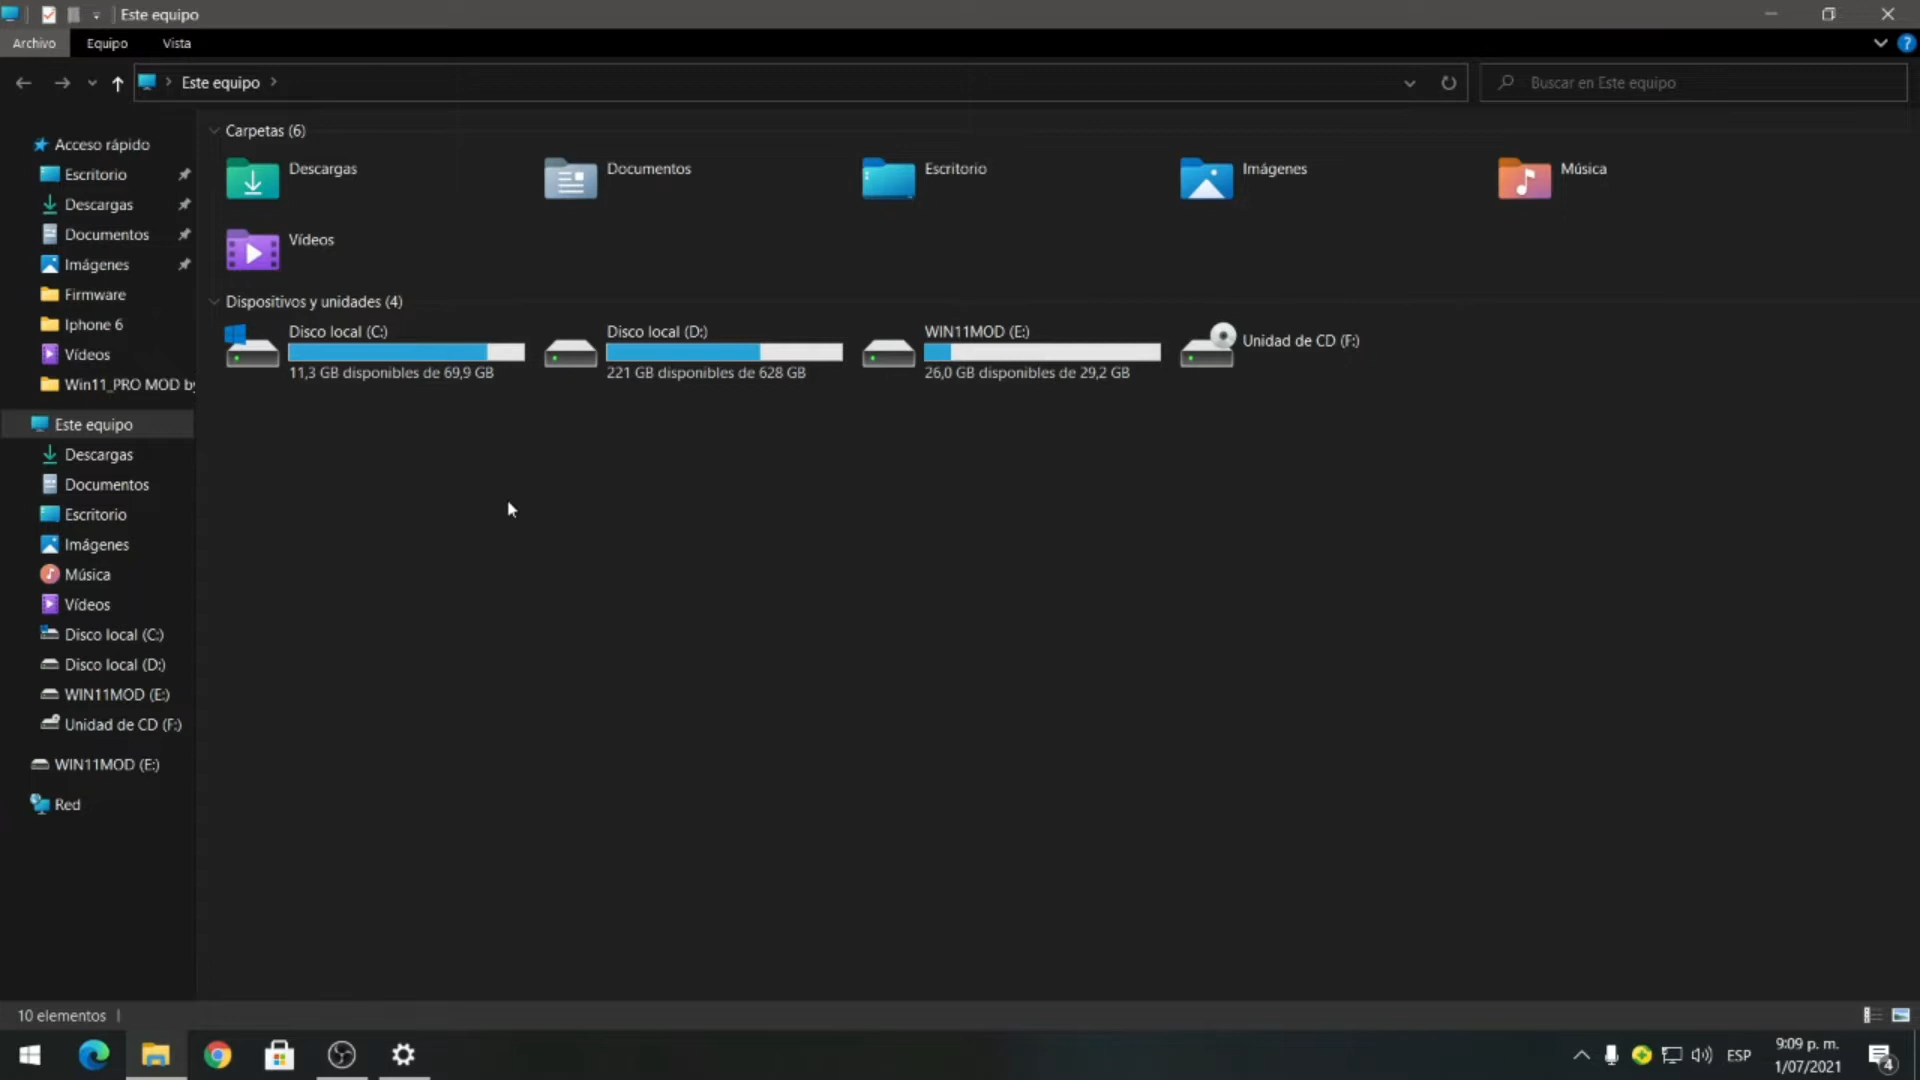 Este equipo
Archivo Equipo Vista
Este equipo
Buscar en Este equipo
Acceso rápido
Escritorio
Descargas
Documentos
Imágenes
Firmware
Iphone 6
Vídeos
Win11_PRO MOD by
Este equipo
Descargas
Documentos
Escritorio
Imágenes
Música
Vídeos
Disco local (C:)
Disco local (D:)
WIN11MOD (E:)
Unidad de CD (F:)
WIN11MOD (E:)
Red
Carpetas (6)
Descargas
Documentos
Escritorio
Imágenes
Música
Vídeos
Dispositivos y unidades (4)
Disco local (C:)
11,3 GB disponibles de 69,9 GB
Disco local (D:)
221 GB disponibles de 628 GB
WIN11MOD (E:)
26,0 GB disponibles de 29,2 GB
Unidad de CD (F:)
10 elementos
ESP
9:09 p. m.
1/07/2021
4